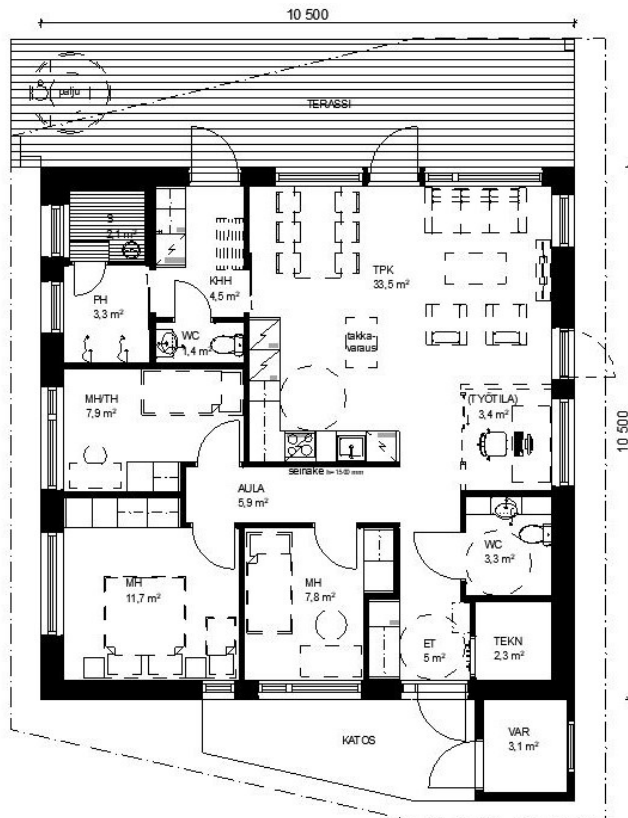 10 500
palju
TERASSI
S
2,1 m²
KHH
4,5 m²
TPK
33,5 m²
PH
3,3 m²
WC
1,4 m²
takka-
varaus
MH/TH
7,9 m²
(TYÖTILA)
3,4 m²
10 500
seinäke h= 1500 mm
AULA
5,9 m²
WC
3,3 m²
MH
11,7 m²
MH
7,8 m²
ET
5 m²
TEKN
2,3 m²
KATOS
VAR
3,1 m²